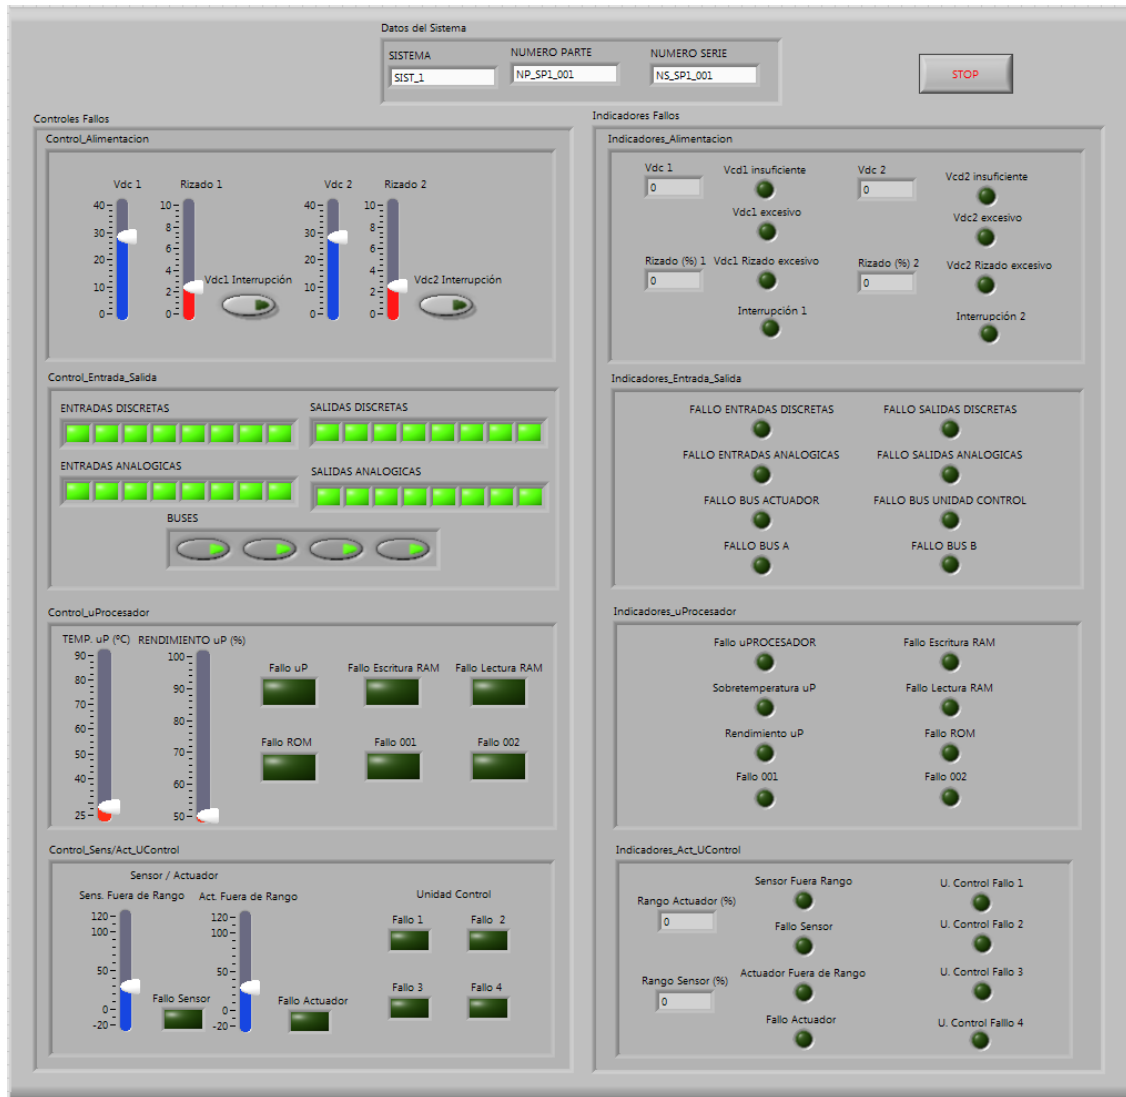 Datos del Sistema
SISTEMA NUMERO PARTE NUMERO SERIE
SIST_1 NP_SP1_001 NS_SP1_001
STOP
Controles Fallos
Control_Alimentacion
Vdc 1 Rizado 1 Vdc 2 Rizado 2
40 10 40 10
30 8 30 8
6 6
20 4 20 4
Vdc1 Interrupción Vdc2 Interrupción
10 2 10 2
0 0 0 0
Control_Entrada_Salida
ENTRADAS DISCRETAS SALIDAS DISCRETAS
ENTRADAS ANALOGICAS SALIDAS ANALOGICAS
BUSES
Control_uProcesador
TEMP. uP (ºC) RENDIMIENTO uP (%)
90 100
80 90
70 80
60 70
50 60
40 50
25
Fallo uP Fallo Escritura RAM Fallo Lectura RAM
Fallo ROM Fallo 001 Fallo 002
Control_Sens/Act_UControl
Sensor / Actuador
Sens. Fuera de Rango Act. Fuera de Rango
120 120
100 100
50 50
0 0
-20 -20
Fallo Sensor Fallo Actuador
Unidad Control
Fallo 1 Fallo 2
Fallo 3 Fallo 4
Indicadores Fallos
Indicadores_Alimentacion
Vdc 1 Vcd1 insuficiente Vdc 2 Vcd2 insuficiente
0 0
Vdc1 excesivo Vdc2 excesivo
Rizado (%) 1 Vdc1 Rizado excesivo Rizado (%) 2 Vdc2 Rizado excesivo
0 0
Interrupción 1 Interrupción 2
Indicadores_Entrada_Salida
FALLO ENTRADAS DISCRETAS FALLO SALIDAS DISCRETAS
FALLO ENTRADAS ANALOGICAS FALLO SALIDAS ANALOGICAS
FALLO BUS ACTUADOR FALLO BUS UNIDAD CONTROL
FALLO BUS A FALLO BUS B
Indicadores_uProcesador
Fallo uPROCESADOR Fallo Escritura RAM
Sobretemperatura uP Fallo Lectura RAM
Rendimiento uP Fallo ROM
Fallo 001 Fallo 002
Indicadores_Act_UControl
Sensor Fuera Rango U. Control Fallo 1
Rango Actuador (%)
0
Fallo Sensor U. Control Fallo 2
Rango Sensor (%) Actuador Fuera de Rango U. Control Fallo 3
0
Fallo Actuador U. Control Falllo 4